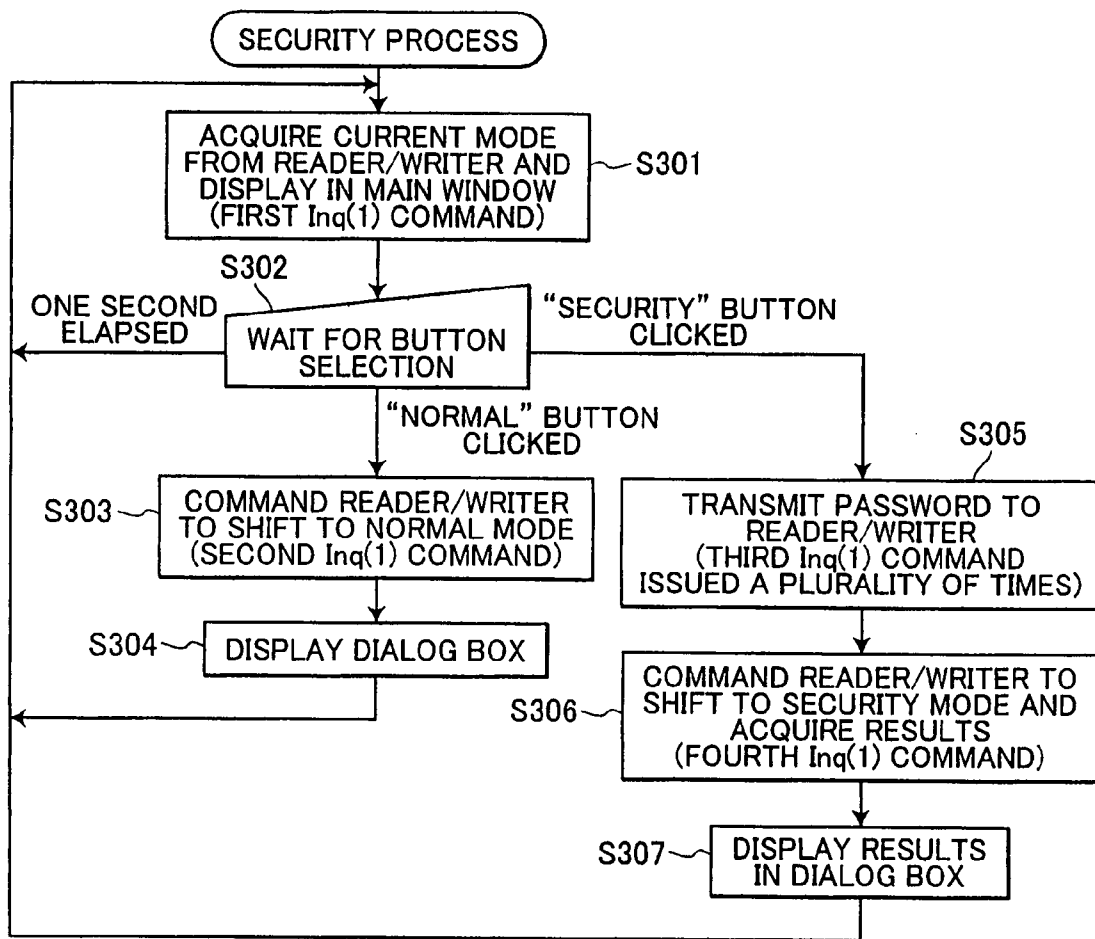 SECURITY PROCESS
ACQUIRE CURRENT MODE
FROM READER/WRITER AND
DISPLAY IN MAIN WINDOW
(FIRST Inq(1) COMMAND)
S301
S302
ONE SECOND
ELAPSED
WAIT FOR BUTTON
SELECTION
“SECURITY” BUTTON
CLICKED
“NORMAL” BUTTON
CLICKED
S303
COMMAND READER/WRITER
TO SHIFT TO NORMAL MODE
(SECOND Inq(1) COMMAND)
S304
DISPLAY DIALOG BOX
S305
TRANSMIT PASSWORD TO
READER/WRITER
(THIRD Inq(1) COMMAND
ISSUED A PLURALITY OF TIMES)
S306
COMMAND READER/WRITER TO
SHIFT TO SECURITY MODE AND
ACQUIRE RESULTS
(FOURTH Inq(1) COMMAND)
S307
DISPLAY RESULTS
IN DIALOG BOX